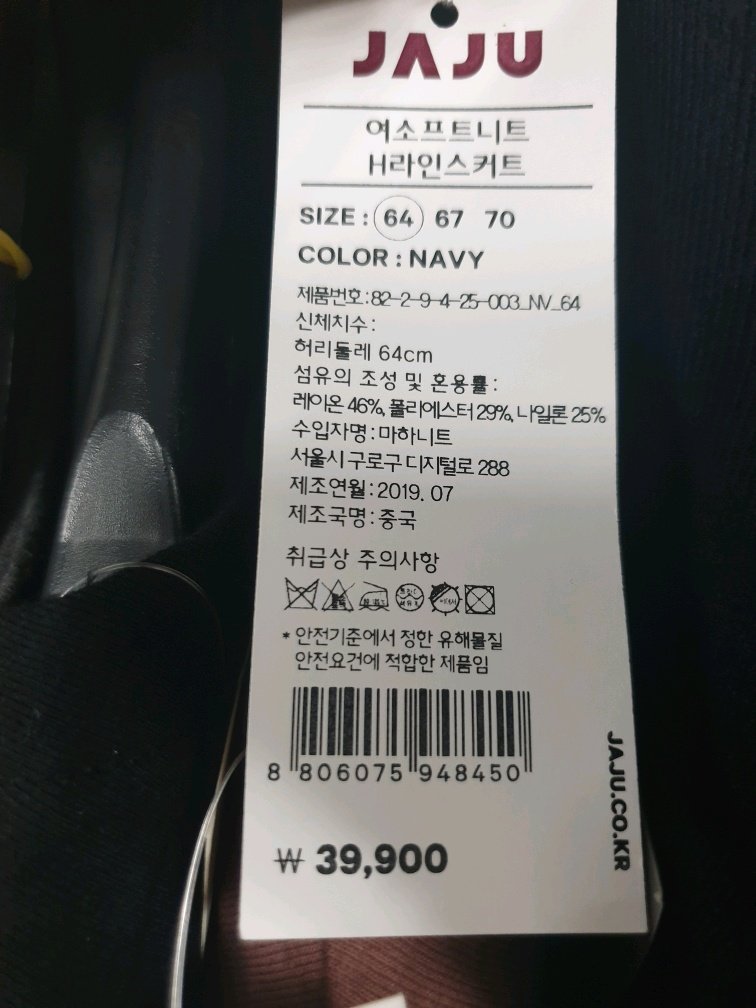 JAJU
여소프트니트
H라인스커트
SIZE : 64 67 70
COLOR : NAVY
제품번호:82-2-9-4-25-003_NV_64
신체치수:
허리둘레 64cm
섬유의 조성 및 혼용률:
레이온 46%, 폴리에스터 29%, 나일론 25%
수입자명:마하니트
서울시 구로구 디지털로 288
제조연월:2019. 07
제조국명:중국
취급상 주의사항
* 안전기준에서 정한 유해물질
안전요건에 적합한 제품임
8 806075 948450
₩ 39,900
JAJU.CO.KR